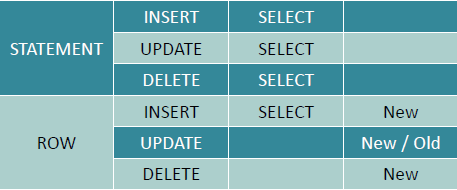 INSERT SELECT
STATEMENT UPDATE SELECT
DELETE SELECT
INSERT SELECT New
ROW UPDATE New / Old
DELETE New